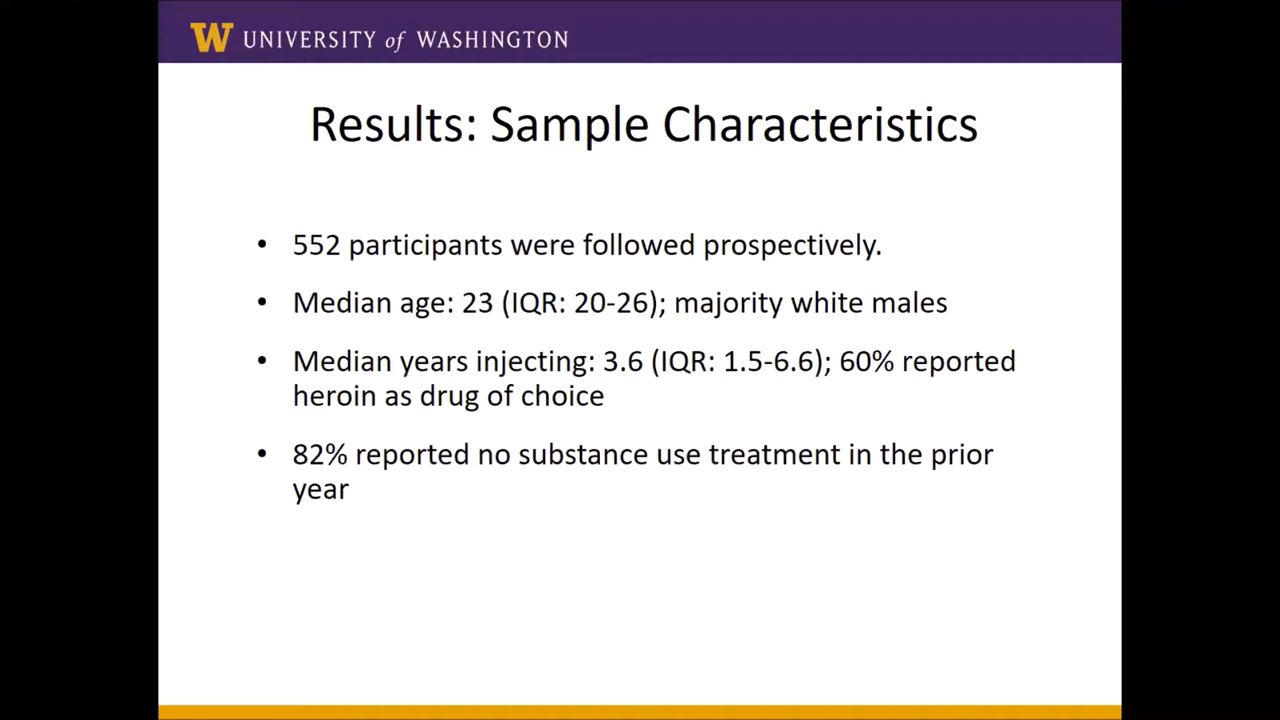 W UNIVERSITY of WASHINGTON
Results: Sample Characteristics
• 552 participants were followed prospectively.
• Median age: 23 (IQR: 20-26); majority white males
• Median years injecting: 3.6 (IQR: 1.5-6.6); 60% reported
heroin as drug of choice
• 82% reported no substance use treatment in the prior
year